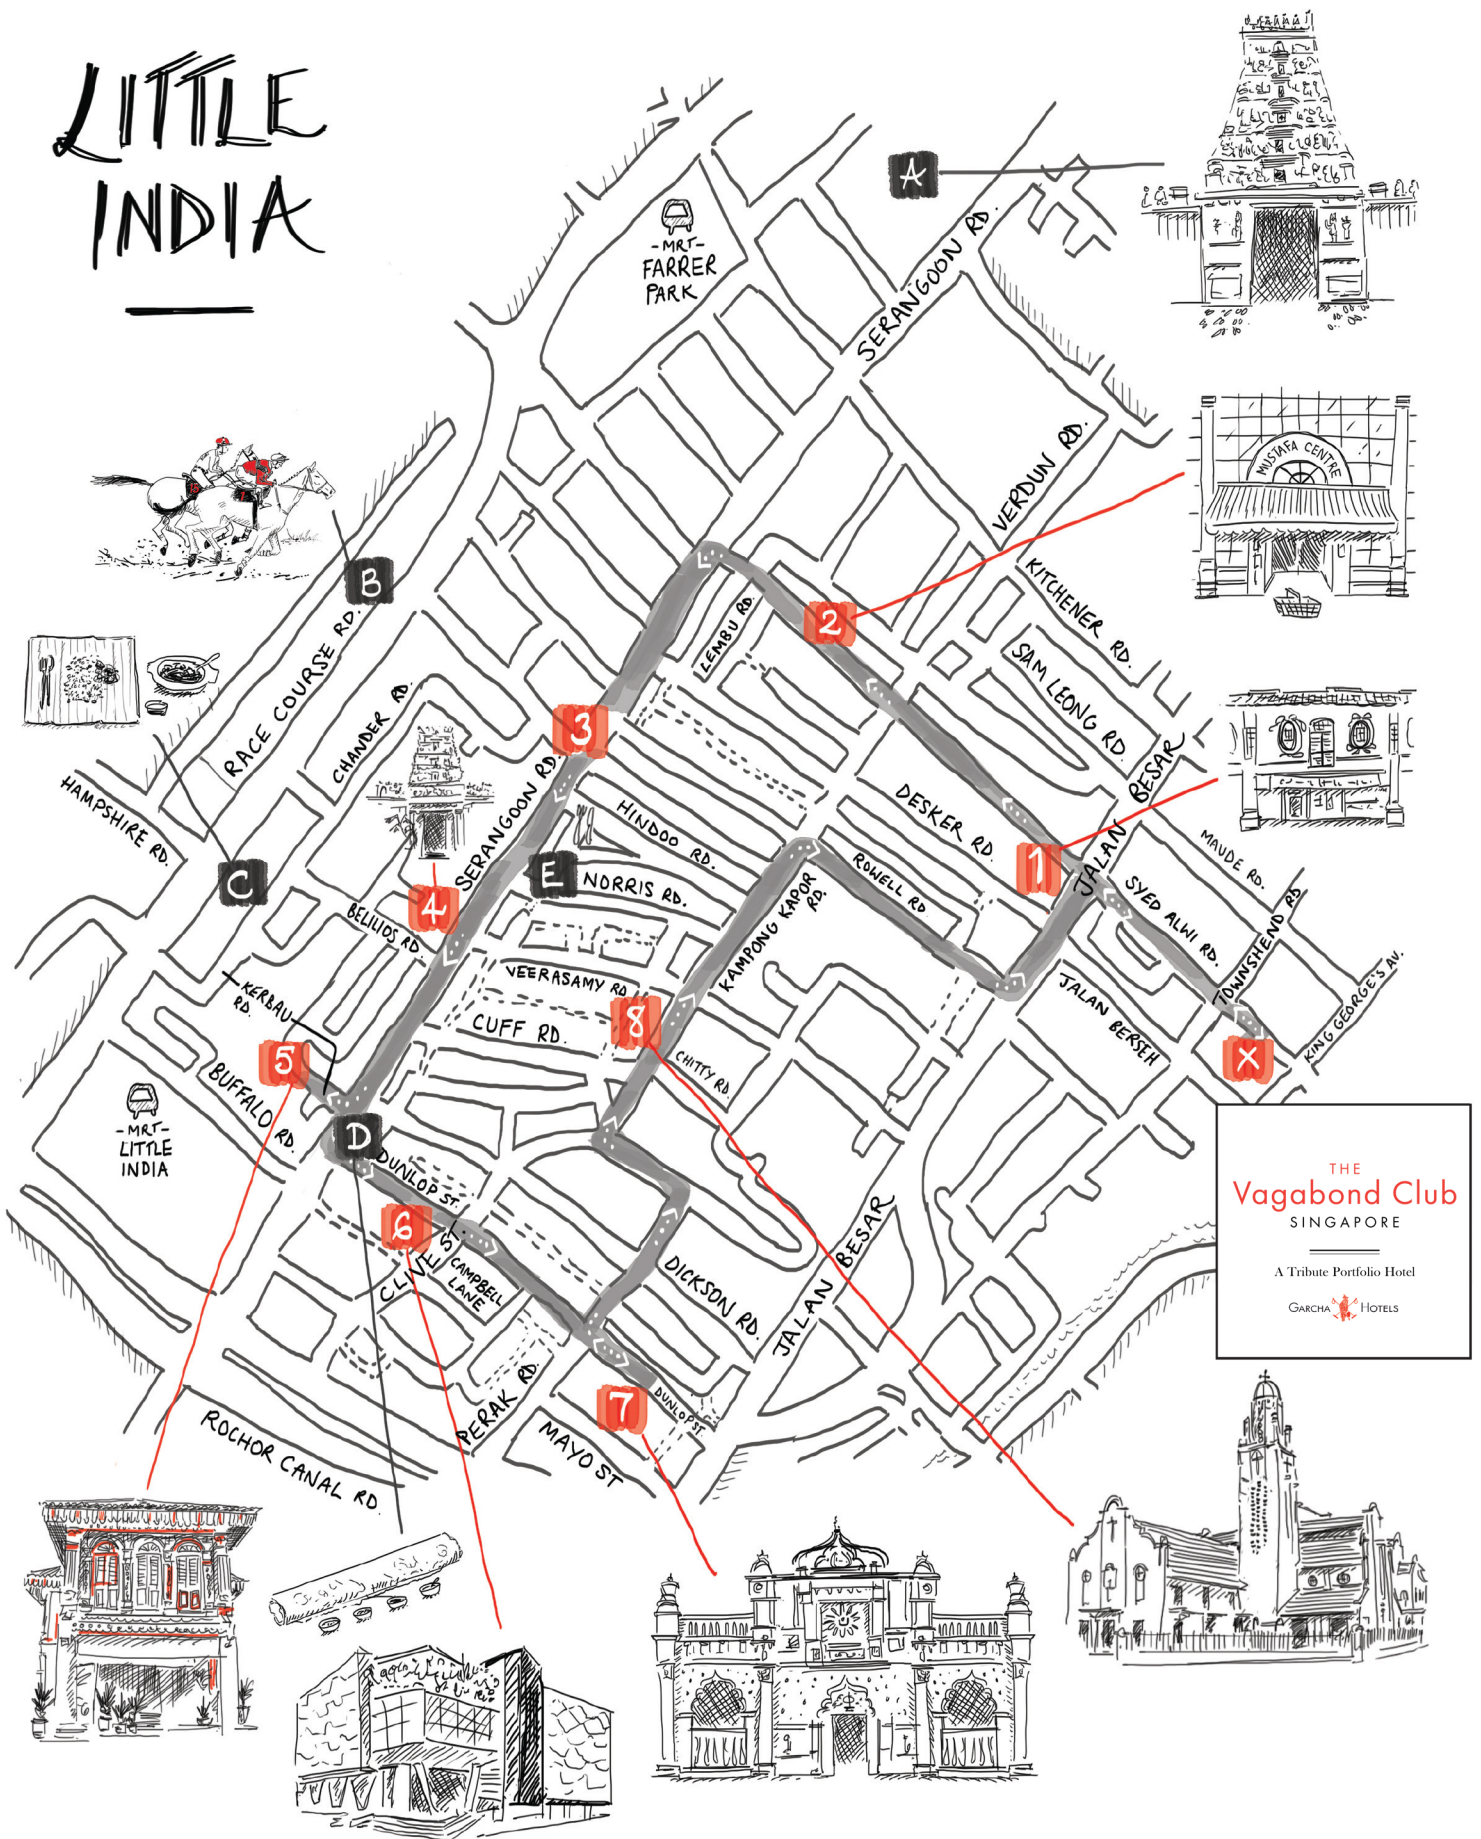 LITTLE
INDIA
A
-MRT-
FARRER
PARK
SERANGOON RD.
MUSTAFA CENTRE
VERDUN RD.
B
2
KITCHENER RD.
LEMBU RD.
SAM LEONG RD.
RACE COURSE RD.
CHANDER RD.
3
JALAN BESAR
HAMPSHIRE RD.
SERANGOON RD.
HINDOO RD.
DESKER RD.
1
MAUDE RD.
C
E
NORRIS RD.
ROWELL RD.
4
BELILIOS RD.
KAMPONG KAPOR
RD.
SYED ALWI RD.
TOWNSHEND RD
KERBAU
RD.
VEERASAMY RD
CUFF RD.
8
JALAN BERSEH
KING GEORGE'S AV.
5
BUFFALO RD.
CHITTY RD.
X
-MRT-
LITTLE
INDIA
D
DUNLOP ST.
6
CLIVE ST.
CAMPBELL
LANE
DICKSON RD.
JALAN BESAR
THE
Vagabond Club
SINGAPORE
A Tribute Portfolio Hotel
GARCHA HOTELS
7
DUNLOP ST.
PERAK RD.
MAYO ST
ROCHOR CANAL RD.